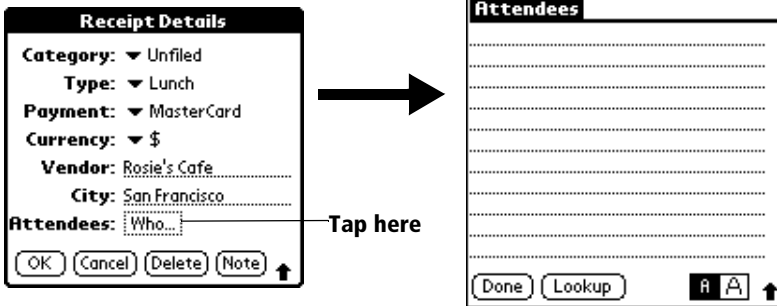 Receipt Details
Category: Unfiled
Type: Lunch
Payment: MasterCard
Currency: $
Vendor: Rosie's Cafe
City: San Francisco
Attendees: Who...
OK Cancel Delete Note
Tap here
Attendees
Done Lookup A A